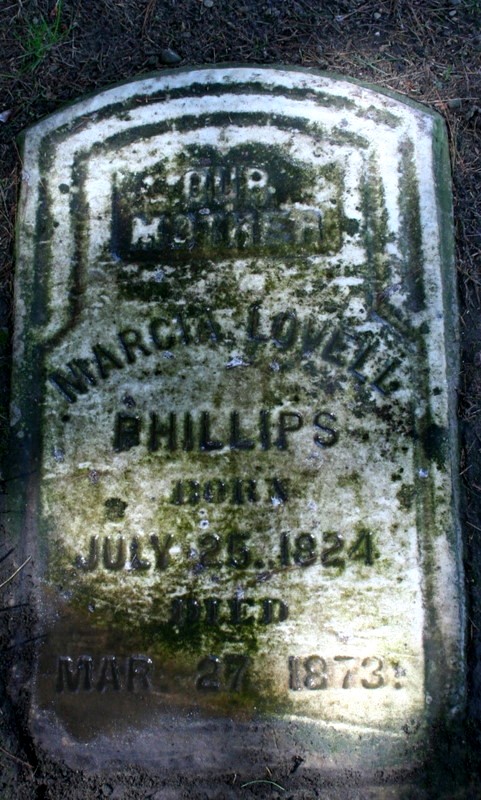 OUR
MOTHER
MARCIA LOVELL
PHILLIPS
BORN
JULY 25. 1824
DIED
MAR 27 1873.